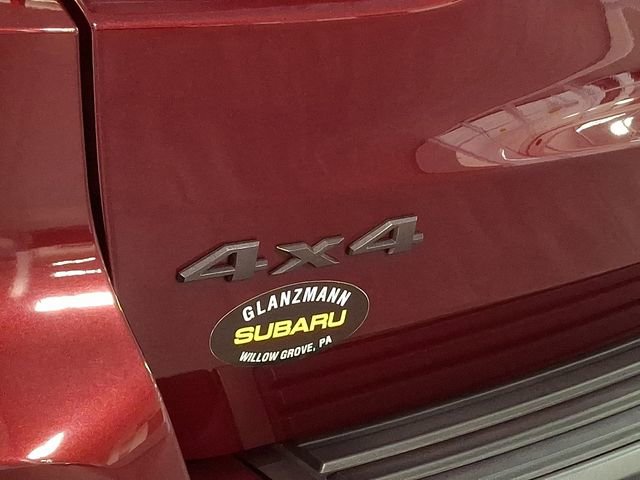 4x4
GLANZMANN
SUBARU
WILLOW GROVE, PA